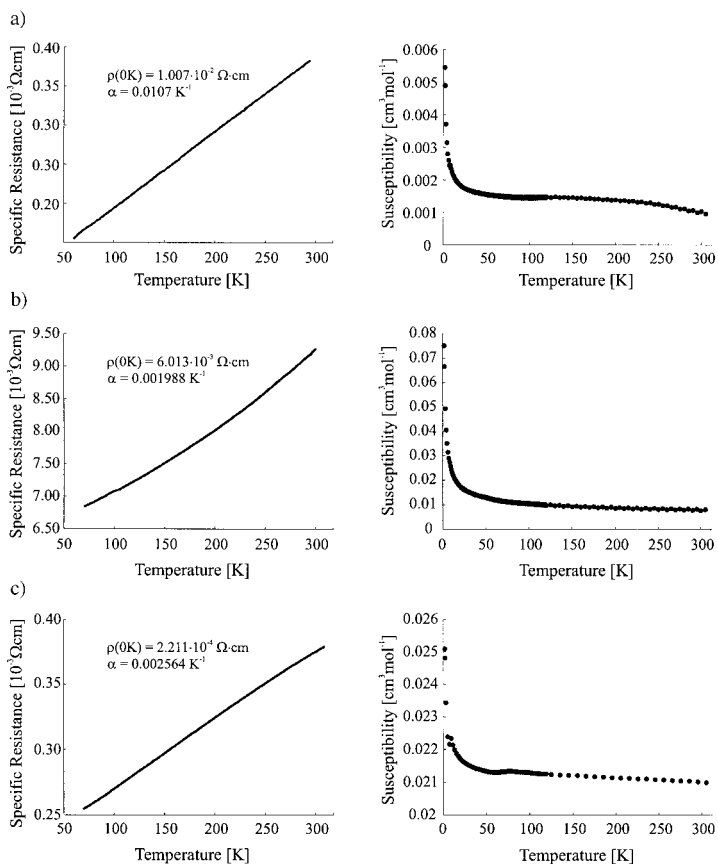 a)
Specific Resistance [10⁻³Ωcm]
0.40
0.35
0.30
0.30
0.20
ρ(0K) = 1.007·10⁻² Ω·cm
α = 0.0107 K⁻¹
50 100 150 200 250 300
Temperature [K]
Susceptibility [cm³mol⁻¹]
0.006
0.005
0.004
0.003
0.002
0.001
0
0 50 100 150 200 250 300
Temperature [K]
b)
Specific Resistance [10⁻³Ωcm]
9.50
9.00
8.50
8.00
7.50
7.00
6.50
ρ(0K) = 6.013·10⁻³ Ω·cm
α = 0.001988 K⁻¹
50 100 150 200 250 300
Temperature [K]
Susceptibility [cm³mol⁻¹]
0.08
0.07
0.06
0.05
0.04
0.03
0.02
0.01
0
0 50 100 150 200 250 300
Temperature [K]
c)
Specific Resistance [10⁻³Ωcm]
0.40
0.35
0.30
0.25
ρ(0K) = 2.211·10⁻⁴ Ω·cm
α = 0.002564 K⁻¹
50 100 150 200 250 300
Temperature [K]
Susceptibility [cm³mol⁻¹]
0.026
0.025
0.024
0.023
0.022
0.021
0.02
0 50 100 150 200 250 300
Temperature [K]